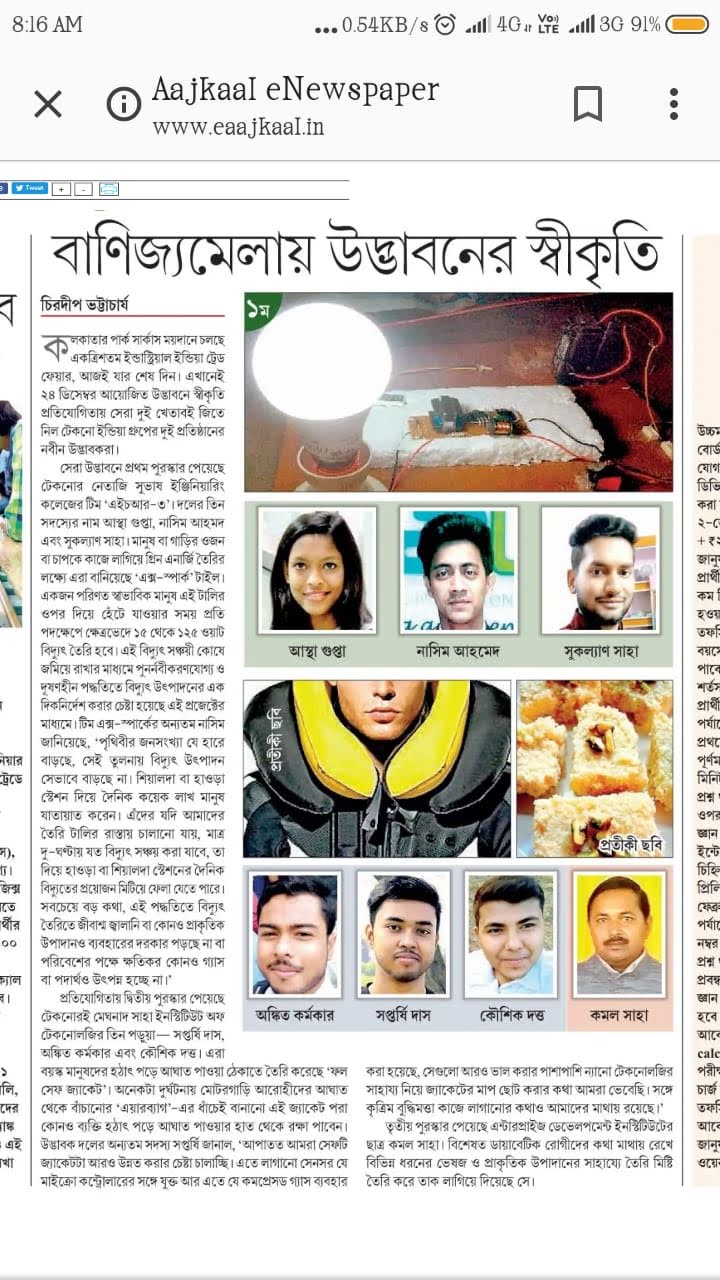 8:16 AM
... 0.54KB/s 4G VoLTE 3G 91%
AajkaaI eNewspaper
www.eaajkaaI.in
Tweet + -
বাণিজ্যমেলায় উদ্ভাবনের স্বীকৃতি
চিরদীপ ভট্টাচার্য
কলকাতার পার্ক সার্কাস ময়দানে চলছে
একত্রিশতম ইন্ডাস্ট্রিয়াল ইন্ডিয়া ট্রেড
ফেয়ার, আজই যার শেষ দিন। এখানেই
২৪ ডিসেম্বর আয়োজিত উদ্ভাবনে স্বীকৃতি
প্রতিযোগিতায় সেরা দুই খেতাবই জিতে
নিল টেকনো ইন্ডিয়া গ্রুপের দুই প্রতিষ্ঠানের
নবীন উদ্ভাবকরা।
সেরা উদ্ভাবনে প্রথম পুরস্কার পেয়েছে
টেকনোর নেতাজি সুভাষ ইঞ্জিনিয়ারিং
কলেজের টিম ‘এইচআর-৩’। দলের তিন
সদস্যের নাম আস্থা গুপ্তা, নাসিম আহমদ
এবং সুকল্যাণ সাহা। মানুষ বা গাড়ির ওজন
বা চাপকে কাজে লাগিয়ে গ্রিন এনার্জি তৈরির
লক্ষ্যে এরা বানিয়েছে ‘এক্স-স্পার্ক’ টাইল।
একজন পরিণত স্বাভাবিক মানুষ এই টালির
ওপর দিয়ে হেঁটে যাওয়ার সময় প্রতি
পদক্ষেপে ক্ষেত্রভেদে ১৫ থেকে ১২৫ ওয়াট
বিদ্যুৎ তৈরি হবে। এই বিদ্যুৎ সঞ্চয়ী কোষে
জমিয়ে রাখার মাধ্যমে পুনর্নবীকরণযোগ্য ও
দূষণহীন পদ্ধতিতে বিদ্যুৎ উৎপাদনের এক
দিকনির্দেশ করার চেষ্টা হয়েছে এই প্রজেক্টের
মাধ্যমে। টিম এক্স-স্পার্কের অন্যতম নাসিম
জানিয়েছে, ‘পৃথিবীর জনসংখ্যা যে হারে
বাড়ছে, সেই তুলনায় বিদ্যুৎ উৎপাদন
সেভাবে বাড়ছে না। শিয়ালদা বা হাওড়া
স্টেশন দিয়ে দৈনিক কয়েক লাখ মানুষ
যাতায়াত করেন। এঁদের যদি আমাদের
তৈরি টালির রাস্তায় চালানো যায়, মাত্র
দু-ঘণ্টায় যত বিদ্যুৎ সঞ্চয় করা যাবে, তা
দিয়ে হাওড়া বা শিয়ালদা স্টেশনের দৈনিক
বিদ্যুতের প্রয়োজন মিটিয়ে ফেলা যেতে পারে।
সবচেয়ে বড় কথা, এই পদ্ধতিতে বিদ্যুৎ
তৈরিতে জীবাশ্ম জ্বালানি বা কোনও প্রাকৃতিক
উপাদানও ব্যবহারের দরকার পড়ছে না বা
পরিবেশের পক্ষে ক্ষতিকর কোনও গ্যাস
বা পদার্থও উৎপন্ন হচ্ছে না।’
প্রতিযোগিতায় দ্বিতীয় পুরস্কার পেয়েছে
টেকনোরই মেঘনাদ সাহা ইনস্টিটিউট অফ
টেকনোলজির তিন পড়ুয়া— সপ্তর্ষি দাস,
অঙ্কিত কর্মকার এবং কৌশিক দত্ত। এরা
বয়স্ক মানুষদের হঠাৎ পড়ে আঘাত পাওয়া ঠেকাতে তৈরি করেছে ‘ফল
সেফ জ্যাকেট’। অনেকটা দুর্ঘটনায় মোটরগাড়ি আরোহীদের আঘাত
থেকে বাঁচানোর ‘এয়ারব্যাগ’-এর ধাঁচেই বানানো এই জ্যাকেট পরা
কোনও ব্যক্তি হঠাৎ পড়ে আঘাত পাওয়ার হাত থেকে রক্ষা পাবেন।
উদ্ভাবক দলের অন্যতম সদস্য সপ্তর্ষি জানাল, ‘আপাতত আমরা সেফটি
জ্যাকেটটা আরও উন্নত করার চেষ্টা চালাচ্ছি। এতে লাগানো সেনসর যে
মাইক্রো কন্ট্রোলারের সঙ্গে যুক্ত আর এতে যে কমপ্রেসড গ্যাস ব্যবহার
করা হয়েছে, সেগুলো আরও ভাল করার পাশাপাশি ন্যানো টেকনোলজির
সাহায্য নিয়ে জ্যাকেটের মাপ ছোট করার কথা আমরা ভেবেছি। সঙ্গে
কৃত্রিম বুদ্ধিমত্তা কাজে লাগানোর কথাও আমাদের মাথায় রয়েছে।’
তৃতীয় পুরস্কার পেয়েছে এন্টারপ্রাইজ ডেভেলপমেন্ট ইনস্টিটিউটের
ছাত্র কমল সাহা। বিশেষত ডায়াবেটিক রোগীদের কথা মাথায় রেখে
বিভিন্ন ধরনের ভেষজ ও প্রাকৃতিক উপাদানের সাহায্যে তৈরি মিষ্টি
তৈরি করে তাক লাগিয়ে দিয়েছে সে।
১ম
আস্থা গুপ্তা
নাসিম আহমেদ
সুকল্যাণ সাহা
প্রতীকী ছবি
প্রতীকী ছবি
অঙ্কিত কর্মকার
সপ্তর্ষি দাস
কৌশিক দত্ত
কমল সাহা